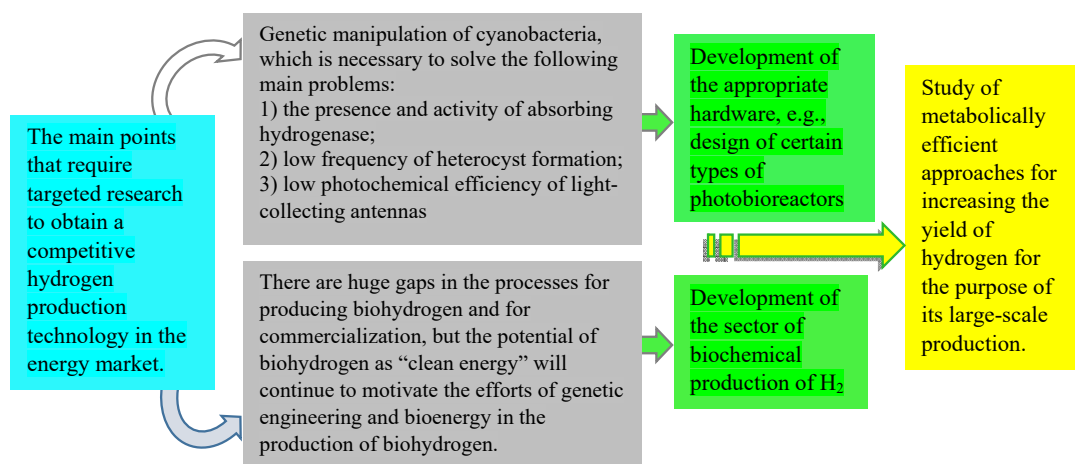 The main points
that require
targeted research
to obtain a
competitive
hydrogen
production
technology in the
energy market.
Genetic manipulation of cyanobacteria,
which is necessary to solve the following
main problems:
1) the presence and activity of absorbing
hydrogenase;
2) low frequency of heterocyst formation;
3) low photochemical efficiency of light-
collecting antennas
There are huge gaps in the processes for
producing biohydrogen and for
commercialization, but the potential of
biohydrogen as “clean energy” will
continue to motivate the efforts of genetic
engineering and bioenergy in the
production of biohydrogen.
Development of
the appropriate
hardware, e.g.,
design of certain
types of
photobioreactors
Development of
the sector of
biochemical
production of H₂
Study of
metabolically
efficient
approaches for
increasing the
yield of
hydrogen for
the purpose of
its large-scale
production.